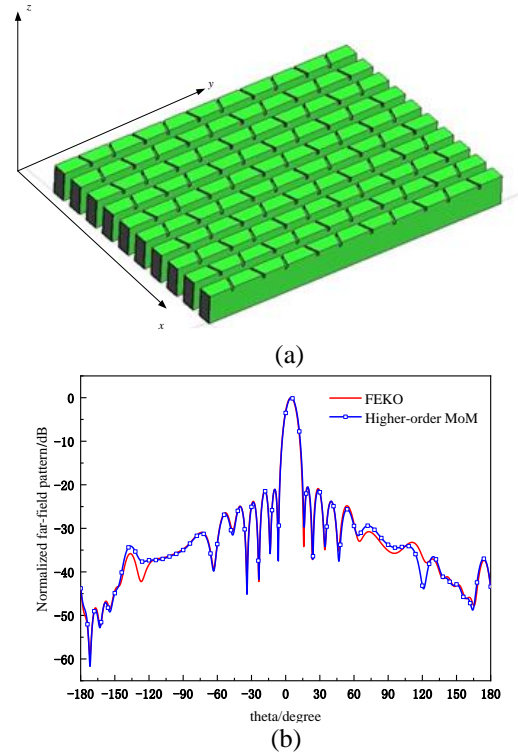 z
y
x
(a)
FEKO
Higher-order MoM
0
−10
−20
−30
−40
−50
−60
Normalized far-field pattern/dB
−180 −150 −120 −90 −60 −30 0 30 60 90 120 150 180
theta/degree
(b)